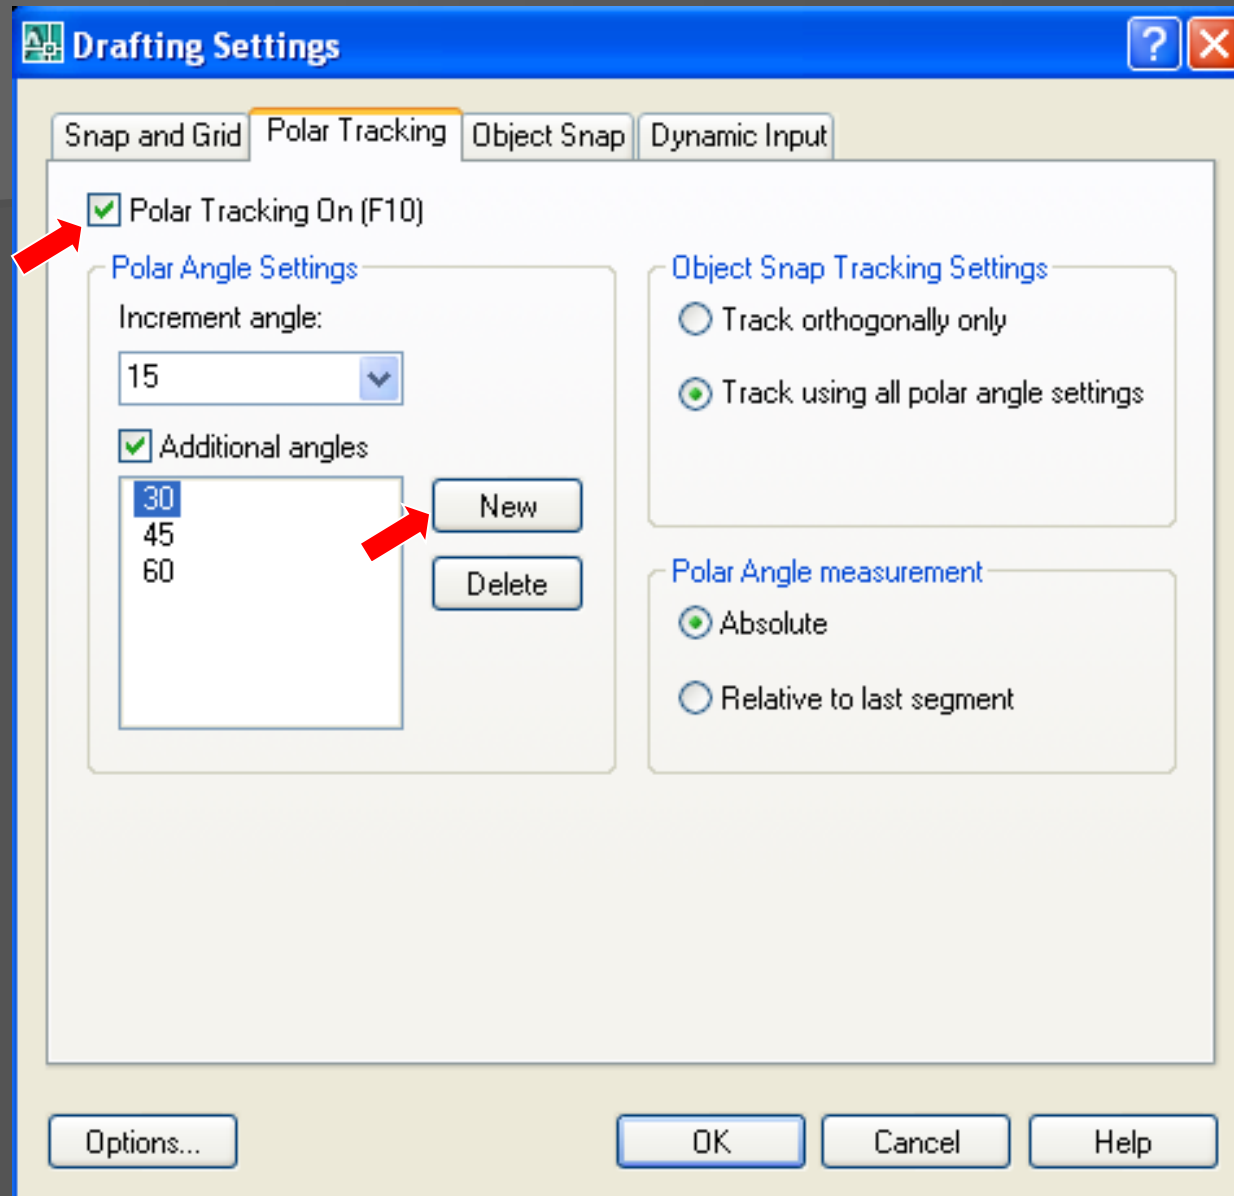 Drafting Settings
Snap and Grid
Polar Tracking
Object Snap
Dynamic Input
Polar Tracking On (F10)
Polar Angle Settings
Increment angle:
15
Additional angles
30
45
60
New
Delete
Object Snap Tracking Settings
Track orthogonally only
Track using all polar angle settings
Polar Angle measurement
Absolute
Relative to last segment
Options...
OK
Cancel
Help